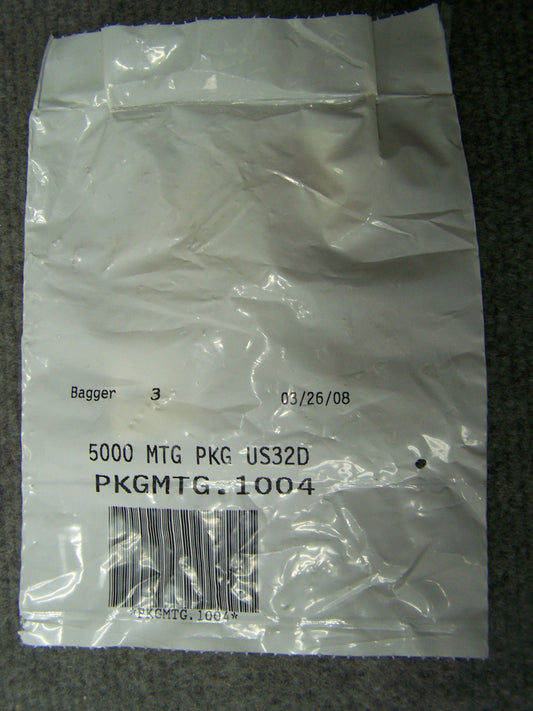 Bagger 3 03/26/08
5000 MTG PKG US32D
PKGMTG.1004
*PKGMTG.1004*